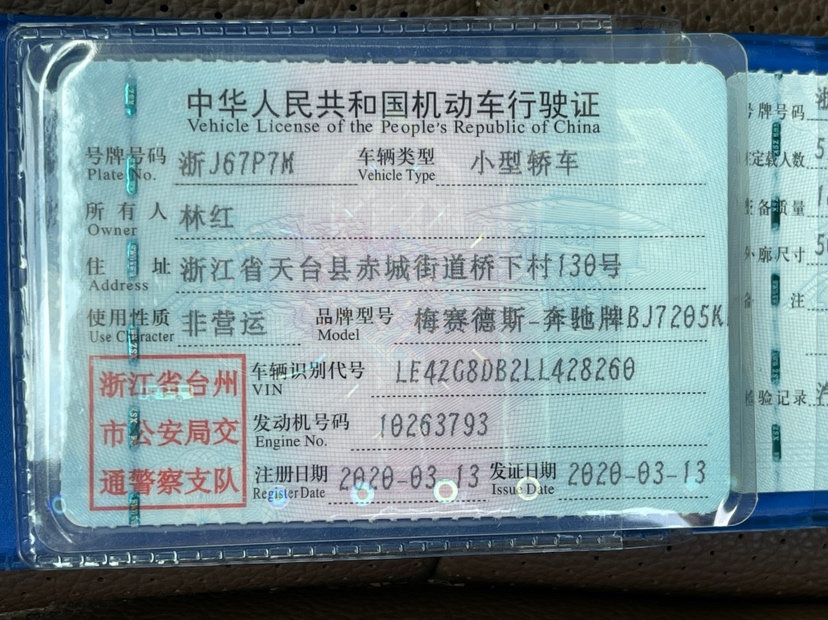 中华人民共和国机动车行驶证
Vehicle License of the People's Republic of China
号牌号码 浙J67P7M 车辆类型 小型轿车
Plate No. Vehicle Type
所有人 林红
Owner
住址 浙江省天台县赤城街道桥下村130号
Address
使用性质 非营运 品牌型号 梅赛德斯-奔驰牌BJ7205K
Use Character Model
浙江省台州
市公安局交
通警察支队
车辆识别代号 LE4ZG8DB2LL428260
VIN
发动机号码 10263793
Engine No.
注册日期 2020-03-13 发证日期 2020-03-13
Register Date Issue Date
号牌号码 浙
定载人数 5
备质量
外廓尺寸 5
备注
检验记录